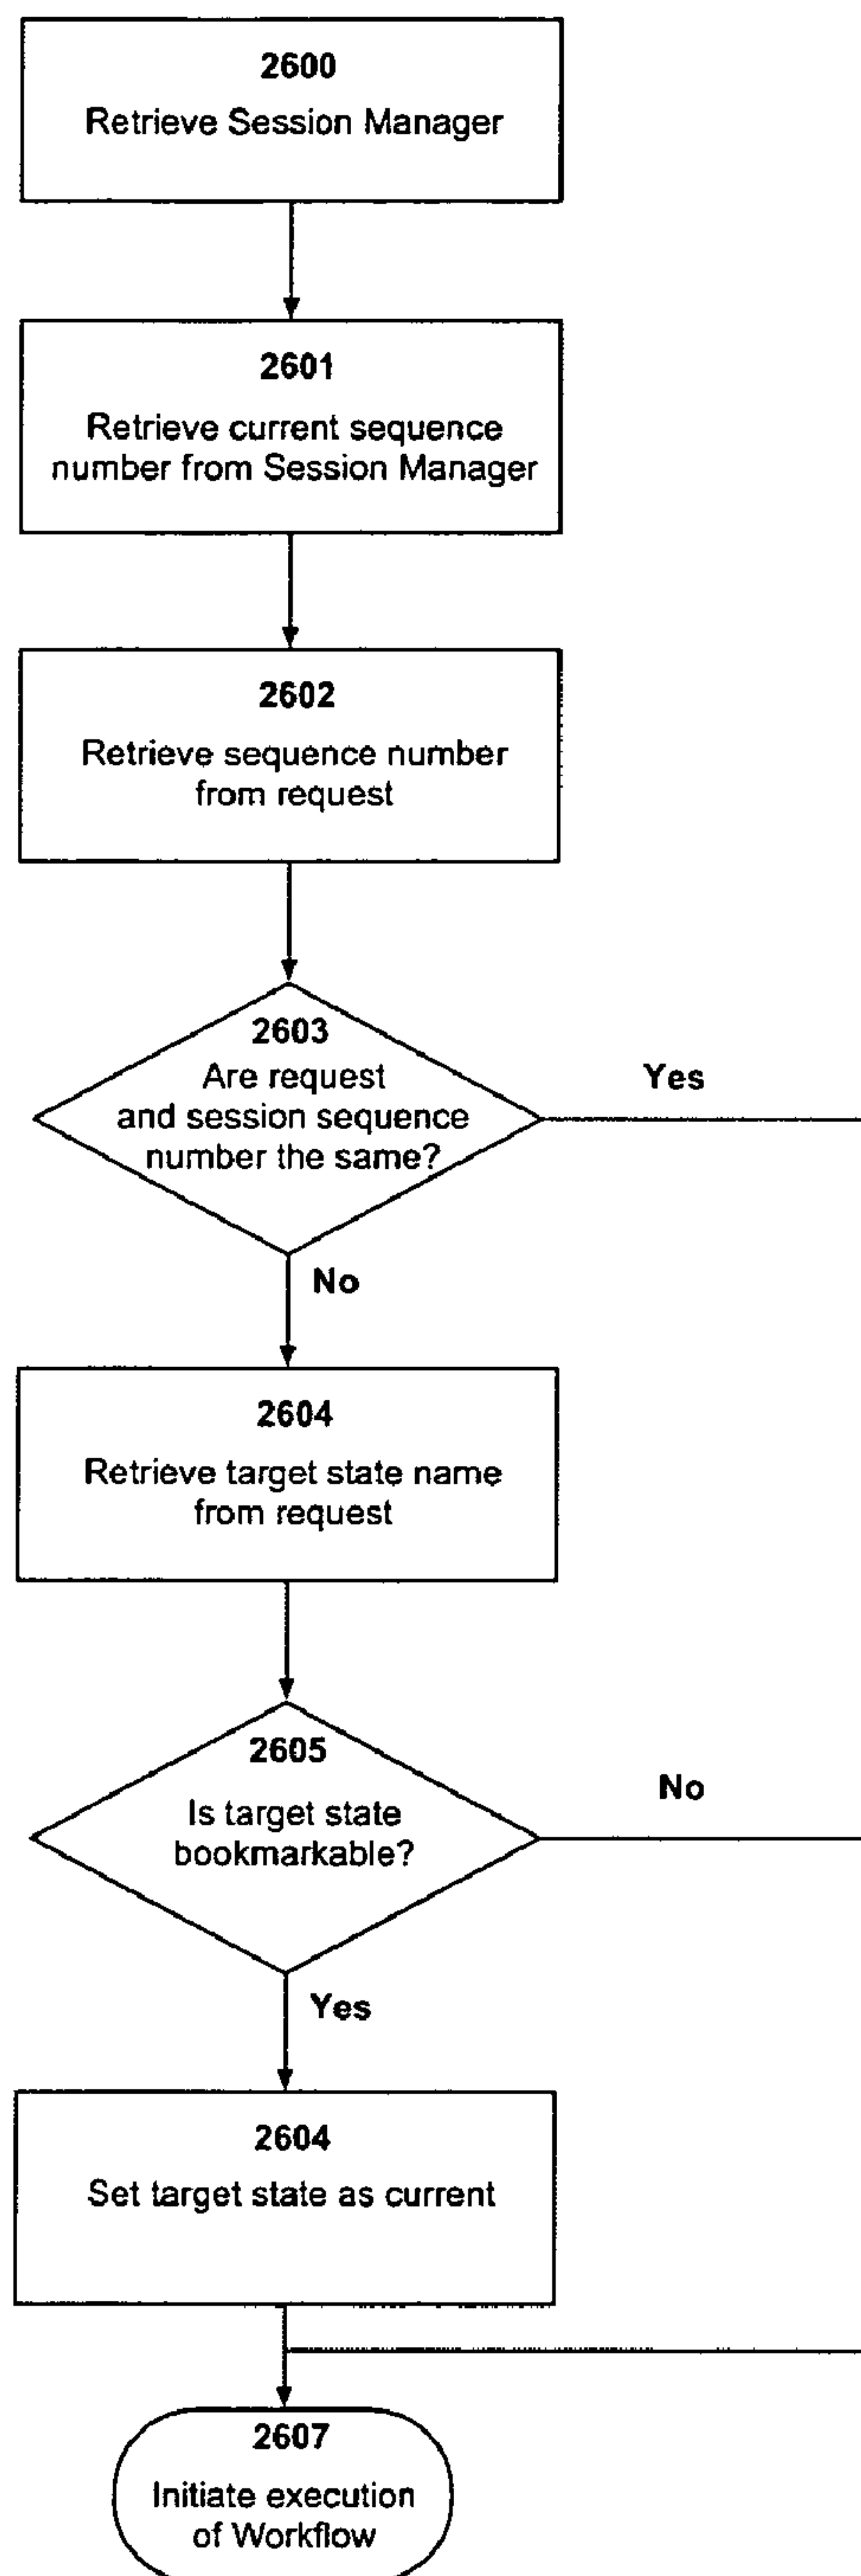 2600
Retrieve Session Manager
2601
Retrieve current sequence
number from Session Manager
2602
Retrieve sequence number
from request
2603
Are request
and session sequence
number the same?
Yes
No
2604
Retrieve target state name
from request
2605
Is target state
bookmarkable?
No
Yes
2604
Set target state as current
2607
Initiate execution
of Workflow